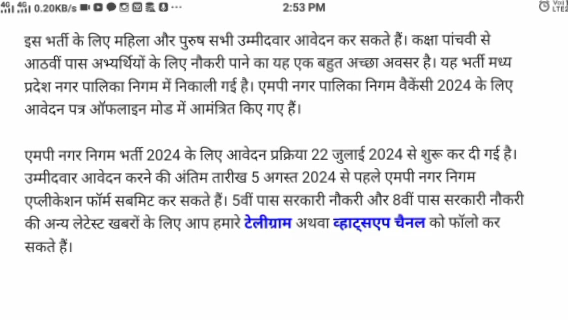 4G 4G 0.20KB/s 2:53 PM LTE
इस भर्ती के लिए महिला और पुरुष सभी उम्मीदवार आवेदन कर सकते हैं। कक्षा पांचवी से
आठवीं पास अभ्यर्थियों के लिए नौकरी पाने का यह एक बहुत अच्छा अवसर है। यह भर्ती मध्य
प्रदेश नगर पालिका निगम में निकाली गई है। एमपी नगर पालिका निगम वैकेंसी 2024 के लिए
आवेदन पत्र ऑफलाइन मोड में आमंत्रित किए गए हैं।
एमपी नगर निगम भर्ती 2024 के लिए आवेदन प्रक्रिया 22 जुलाई 2024 से शुरू कर दी गई है।
उम्मीदवार आवेदन करने की अंतिम तारीख 5 अगस्त 2024 से पहले एमपी नगर निगम
एप्लीकेशन फॉर्म सबमिट कर सकते हैं। 5वीं पास सरकारी नौकरी और 8वीं पास सरकारी नौकरी
की अन्य लेटेस्ट खबरों के लिए आप हमारे टेलीग्राम अथवा व्हाट्सएप चैनल को फॉलो कर
सकते हैं।